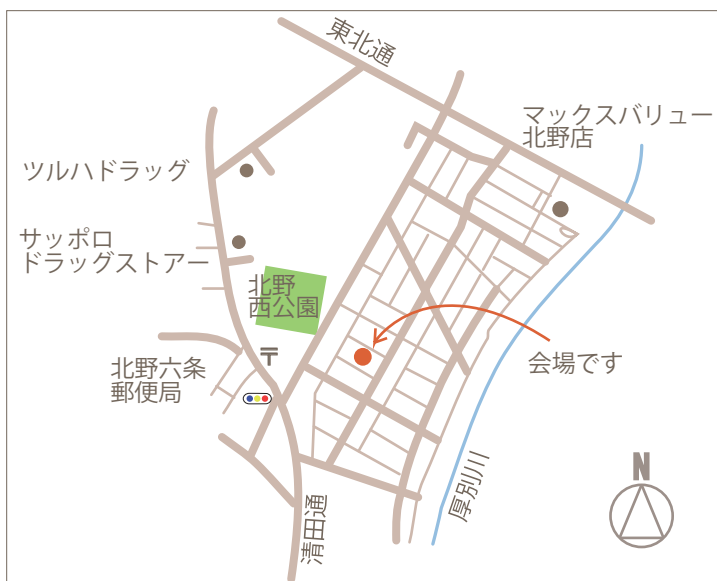 東北通
マックスバリュー
北野店
ツルハドラッグ
サッポロ
ドラッグストアー
北野
西公園
〒
北野六条
郵便局
会場です
厚別川
清田通
N